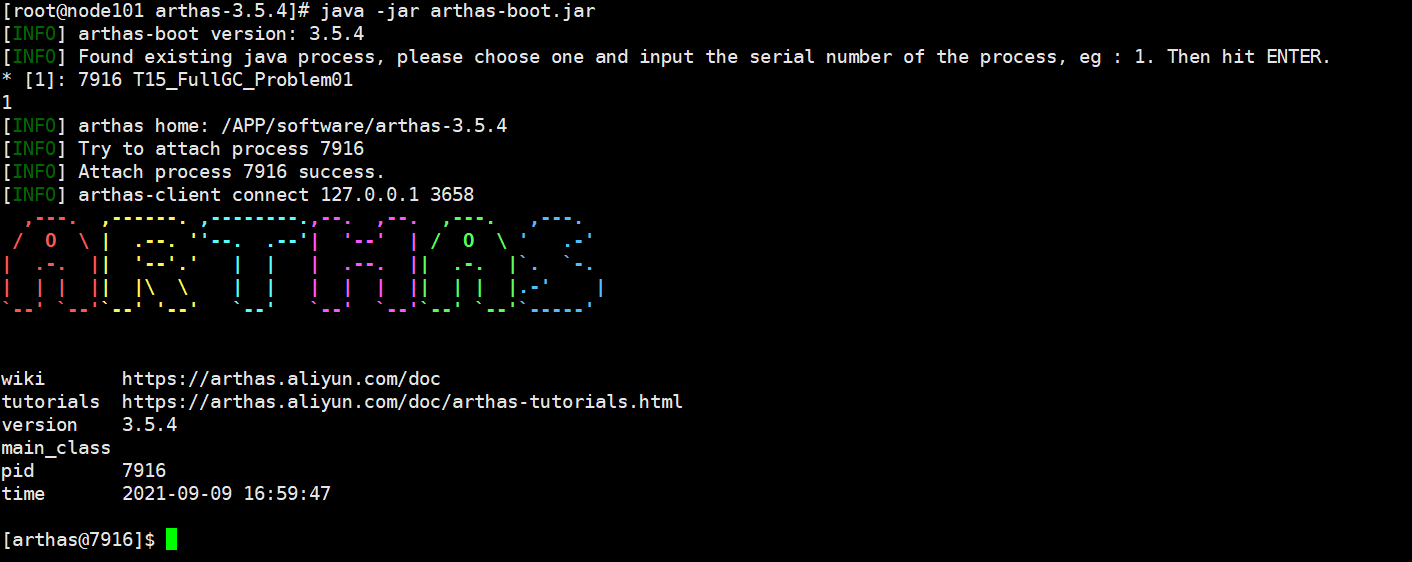 [root@node101 arthas-3.5.4]# java -jar arthas-boot.jar
[INFO] arthas-boot version: 3.5.4
[INFO] Found existing java process, please choose one and input the serial number of the process, eg : 1. Then hit ENTER.
* [1]: 7916 T15_FullGC_Problem01
1
[INFO] arthas home: /APP/software/arthas-3.5.4
[INFO] Try to attach process 7916
[INFO] Attach process 7916 success.
[INFO] arthas-client connect 127.0.0.1 3658
ARTHAS
wiki       https://arthas.aliyun.com/doc
tutorials  https://arthas.aliyun.com/doc/arthas-tutorials.html
version    3.5.4
main_class
pid        7916
time       2021-09-09 16:59:47
[arthas@7916]$